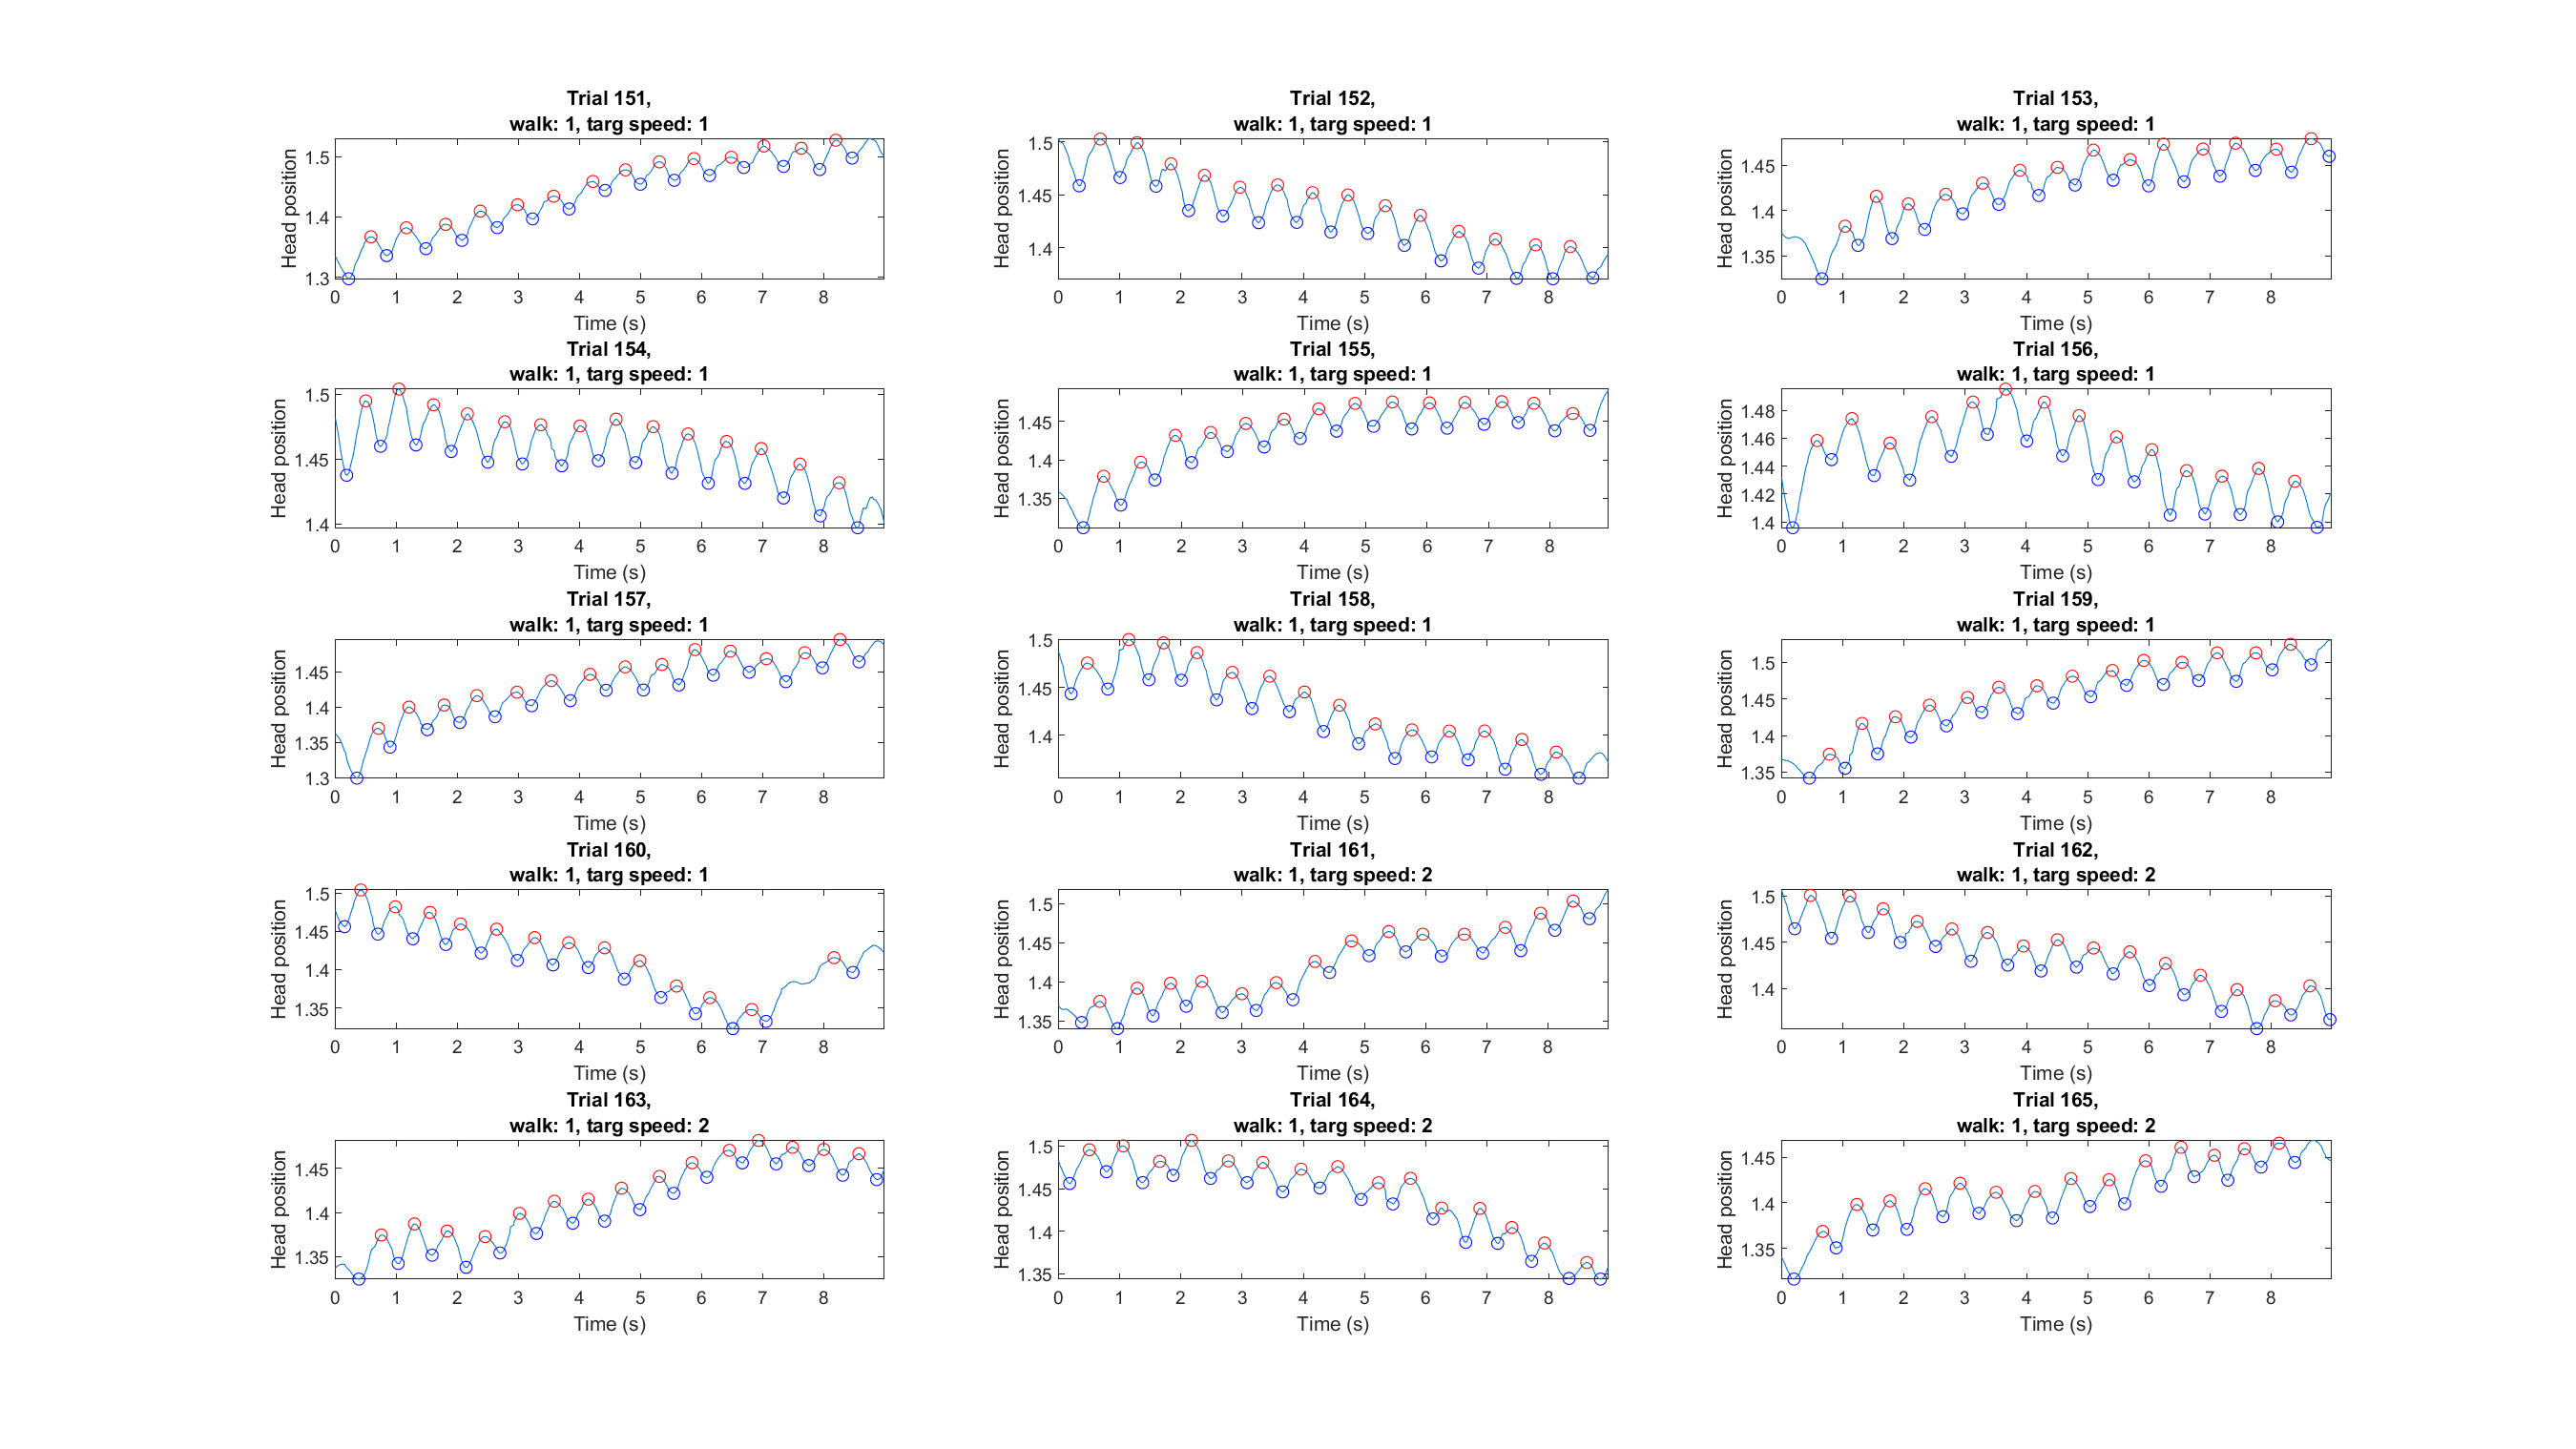 Trial 151,
walk: 1, targ speed: 1
Head position
1.5
1.4
1.3
0 1 2 3 4 5 6 7 8
Time (s)
Trial 152,
walk: 1, targ speed: 1
Head position
1.5
1.45
1.4
0 1 2 3 4 5 6 7 8
Time (s)
Trial 153,
walk: 1, targ speed: 1
Head position
1.45
1.4
1.35
0 1 2 3 4 5 6 7 8
Time (s)
Trial 154,
walk: 1, targ speed: 1
Head position
1.5
1.45
1.4
0 1 2 3 4 5 6 7 8
Time (s)
Trial 155,
walk: 1, targ speed: 1
Head position
1.45
1.4
1.35
0 1 2 3 4 5 6 7 8
Time (s)
Trial 156,
walk: 1, targ speed: 1
Head position
1.48
1.46
1.44
1.42
1.4
0 1 2 3 4 5 6 7 8
Time (s)
Trial 157,
walk: 1, targ speed: 1
Head position
1.45
1.4
1.35
1.3
0 1 2 3 4 5 6 7 8
Time (s)
Trial 158,
walk: 1, targ speed: 1
Head position
1.5
1.45
1.4
0 1 2 3 4 5 6 7 8
Time (s)
Trial 159,
walk: 1, targ speed: 1
Head position
1.5
1.45
1.4
1.35
0 1 2 3 4 5 6 7 8
Time (s)
Trial 160,
walk: 1, targ speed: 1
Head position
1.5
1.45
1.4
1.35
0 1 2 3 4 5 6 7 8
Time (s)
Trial 161,
walk: 1, targ speed: 2
Head position
1.5
1.45
1.4
1.35
0 1 2 3 4 5 6 7 8
Time (s)
Trial 162,
walk: 1, targ speed: 2
Head position
1.5
1.45
1.4
0 1 2 3 4 5 6 7 8
Time (s)
Trial 163,
walk: 1, targ speed: 2
Head position
1.45
1.4
1.35
0 1 2 3 4 5 6 7 8
Time (s)
Trial 164,
walk: 1, targ speed: 2
Head position
1.5
1.45
1.4
1.35
0 1 2 3 4 5 6 7 8
Time (s)
Trial 165,
walk: 1, targ speed: 2
Head position
1.45
1.4
1.35
0 1 2 3 4 5 6 7 8
Time (s)